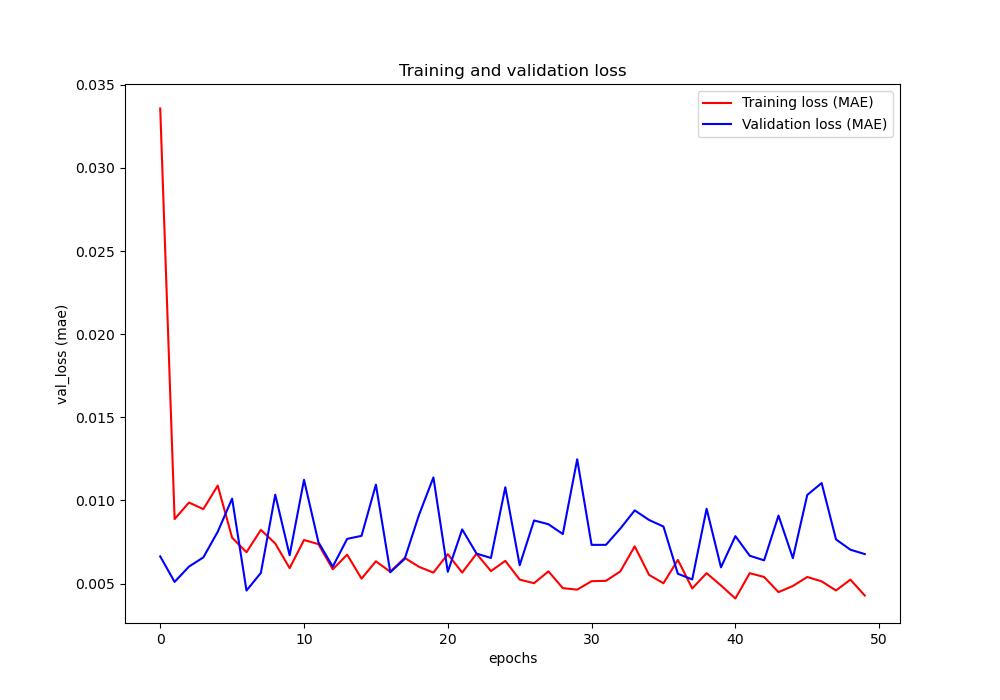 Training and validation loss
Training loss (MAE)
Validation loss (MAE)
val_loss (mae)
0.035
0.030
0.025
0.020
0.015
0.010
0.005
0 10 20 30 40 50
epochs